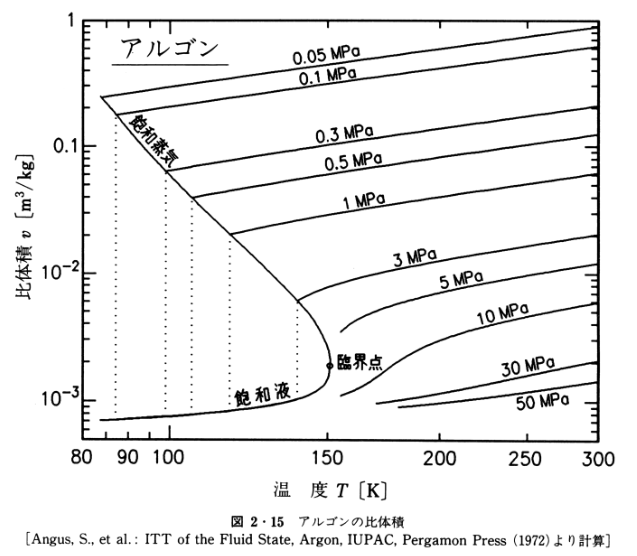 アルゴン
0.05 MPa
0.1 MPa
飽和蒸気
0.3 MPa
0.5 MPa
1 MPa
3 MPa
5 MPa
10 MPa
臨界点
30 MPa
50 MPa
飽和液
1
0.1
10⁻²
10⁻³
比体積 v [m³/kg]
80 90 100 150 200 250 300
温 度 T [K]
図 2・15 アルゴンの比体積
[Angus, S., et al.: ITT of the Fluid State, Argon, IUPAC, Pergamon Press (1972)より計算]